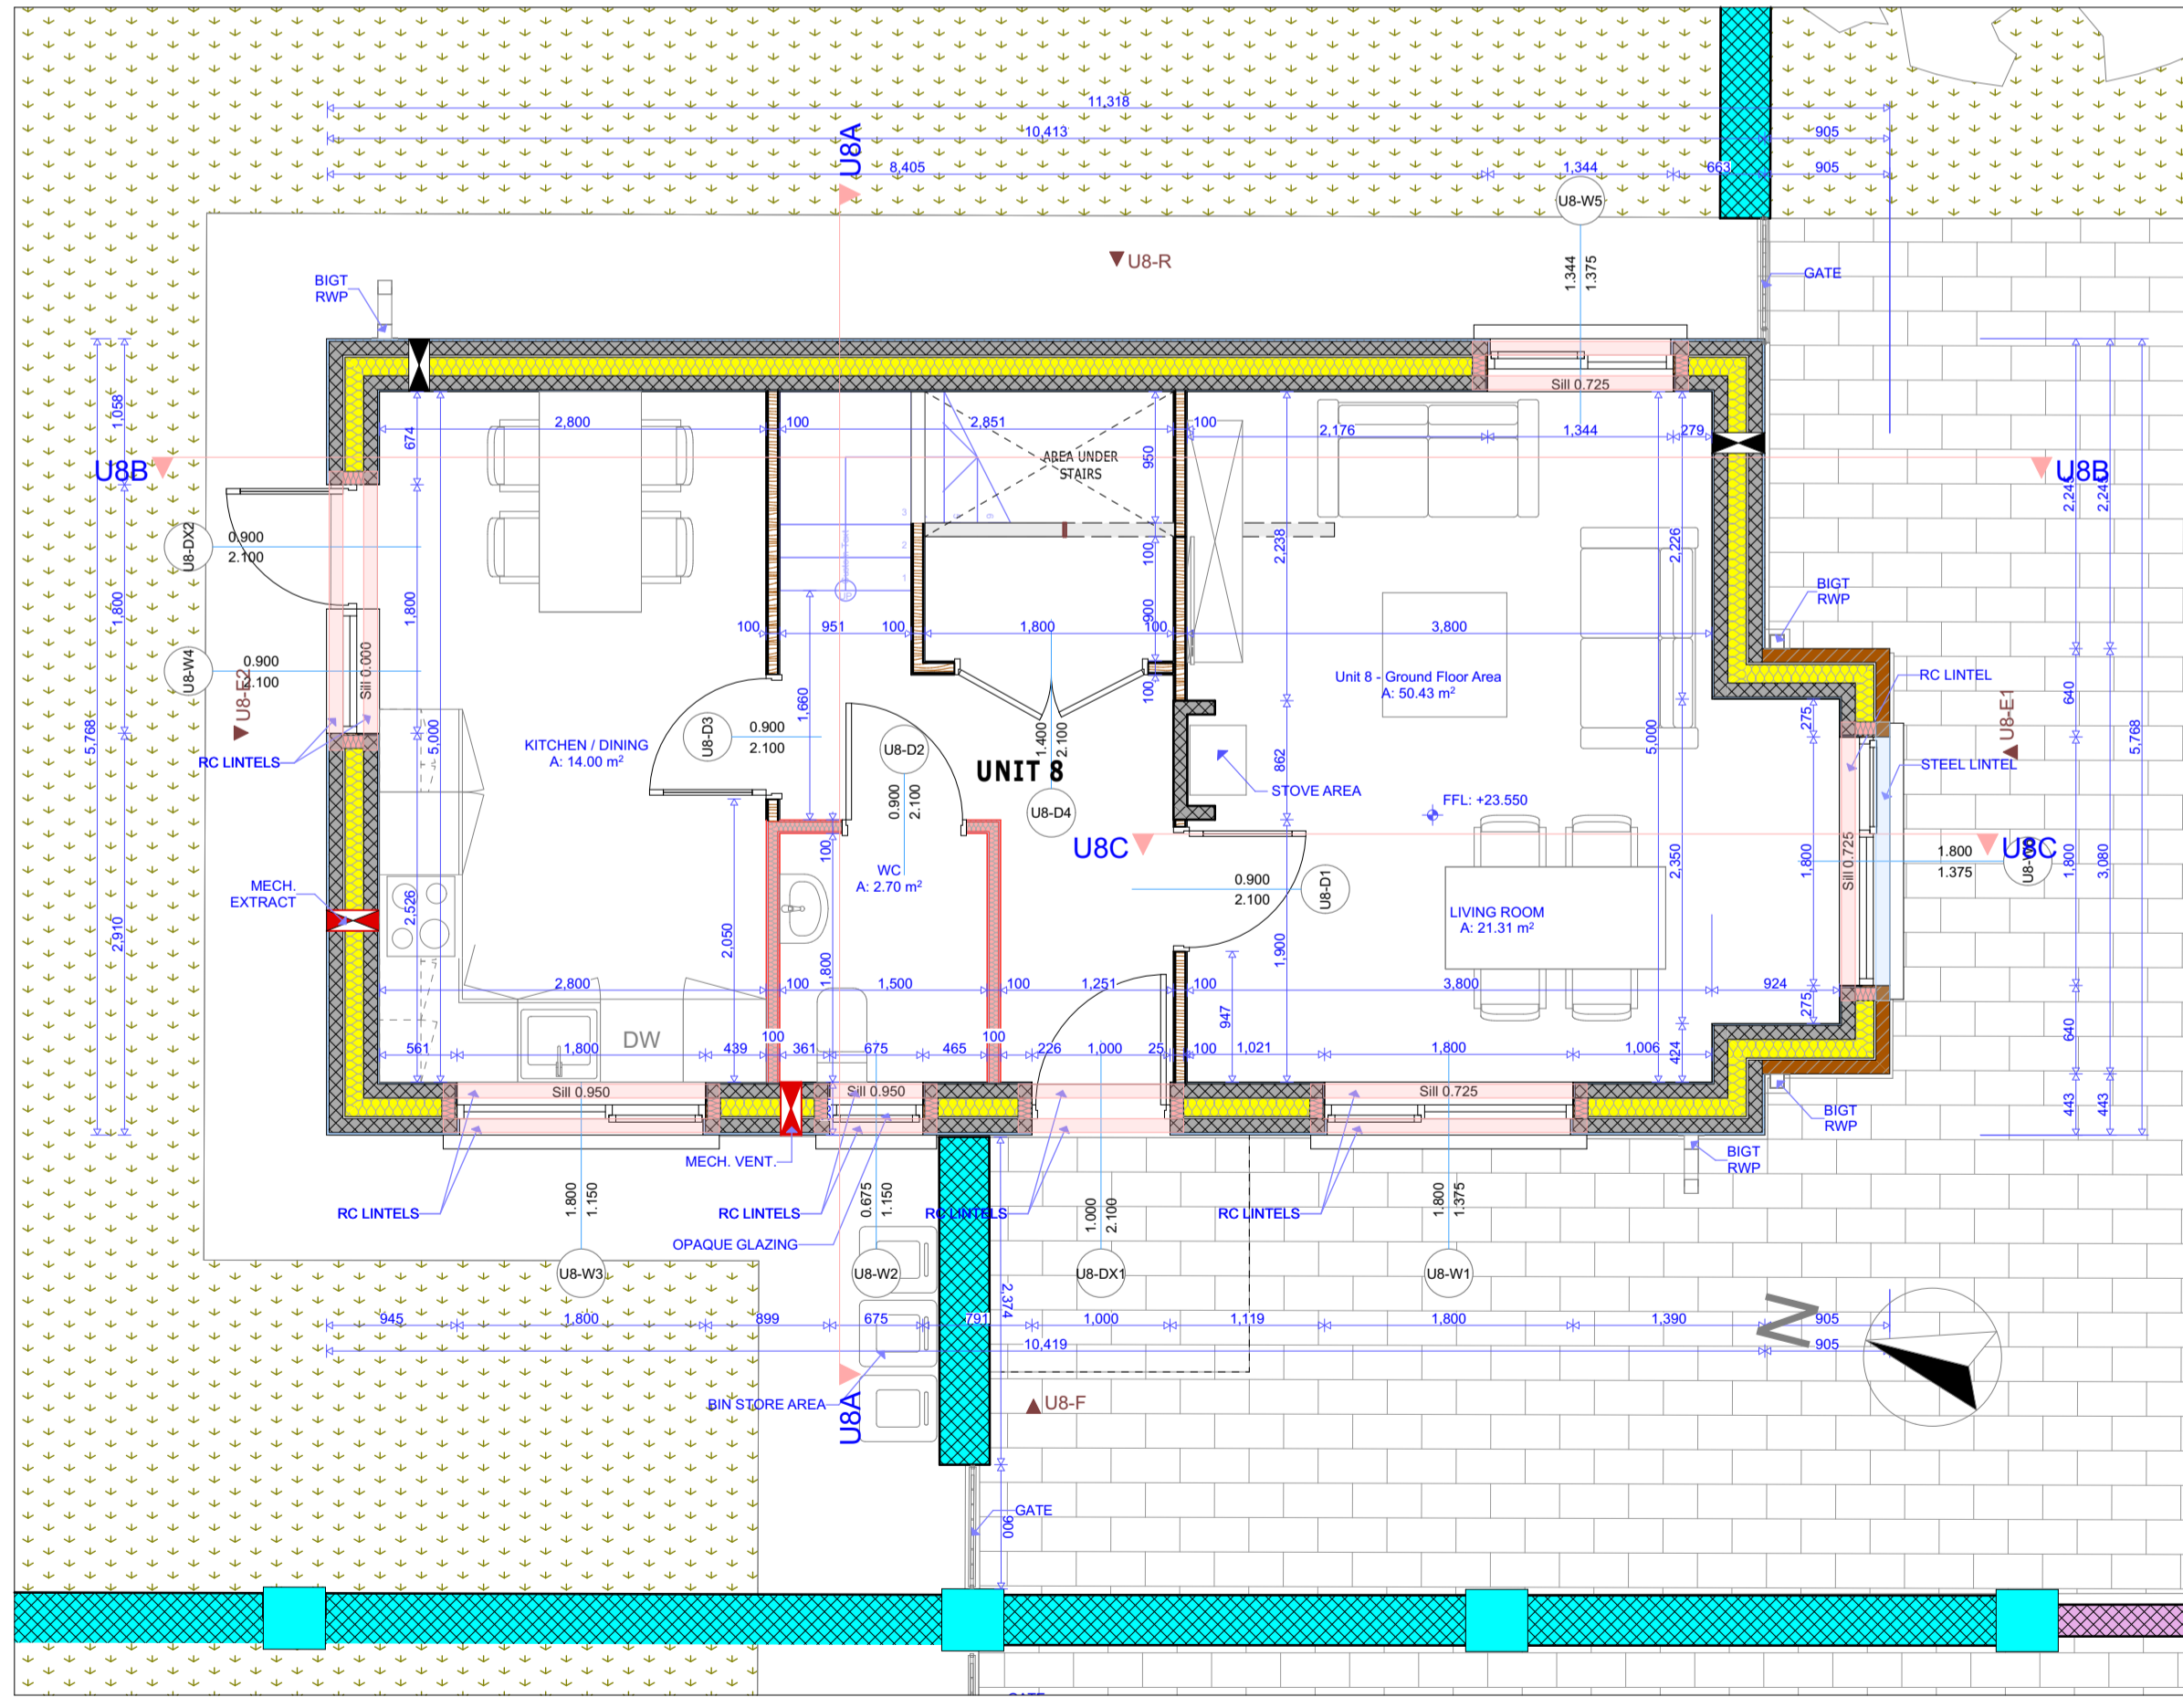 11,318
10,413
905
8,405
1,344
663
905
U8A
U8-W5
1.344
1.375
U8-R
GATE
BIGT
RWP
Sill 0.725
1,058
674
2,800
100
2,851
100
2,176
1,344
279
950
AREA UNDER
STAIRS
U8B
U8B
2,243
2,243
U8-DX2
0.900
2.100
3
2
1
9
UP
100
2,238
2,226
1,800
1,800
900
BIGT
RWP
100
951
100
1,800
100
3,800
U8-W4
0.900
2.100
Sill 0.000
U8-E2
1,660
100
Unit 8 - Ground Floor Area
A: 50.43 m²
RC LINTEL
640
275
U8-E1
5,768
5,000
KITCHEN / DINING
A: 14.00 m²
U8-D3
0.900
2.100
U8-D2
1.400
2.100
UNIT 8
862
5,000
5,768
RC LINTELS
STEEL LINTEL
STOVE AREA
0.900
2.100
U8-D4
FFL: +23.550
U8C
U8C
Sill 0.725
1,800
1.800
1.375
1,800
3,080
100
WC
A: 2.70 m²
0.900
2.100
U8-D1
2,350
MECH.
EXTRACT
2,526
2,910
2,050
1,800
1,900
LIVING ROOM
A: 21.31 m²
2,800
100
1,500
100
1,251
100
3,800
924
947
275
640
DW
100
100
561
1,800
439
361
675
465
226
1,000
25
100
1,021
1,800
1,006
424
Sill 0.950
Sill 0.950
Sill 0.725
443
443
BIGT
RWP
MECH. VENT.
BIGT
RWP
1.800
1.150
0.675
1.150
1.000
2.100
1.800
1.375
RC LINTELS
RC LINTELS
RC LINTELS
RC LINTELS
OPAQUE GLAZING
U8-W3
U8-W2
U8-DX1
U8-W1
2,374
N
945
1,800
899
675
791
1,000
1,119
1,800
1,390
905
10,419
905
BIN STORE AREA
U8A
U8-F
GATE
900